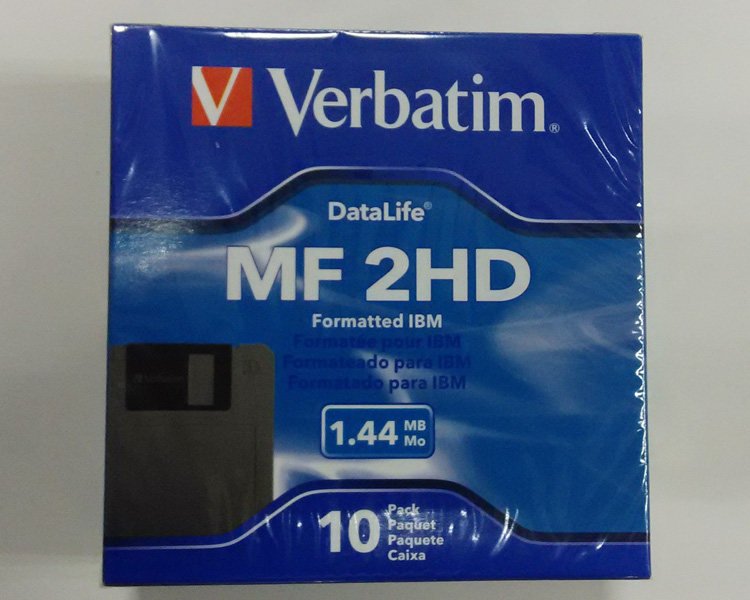 Verbatim®
DataLife®
MF 2HD
Formatted IBM
Formatée pour IBM
Formateado para IBM
Formatado para IBM
Verbatim
1.44 MB
Mo
10 Pack
Paquet
Paquete
Caixa